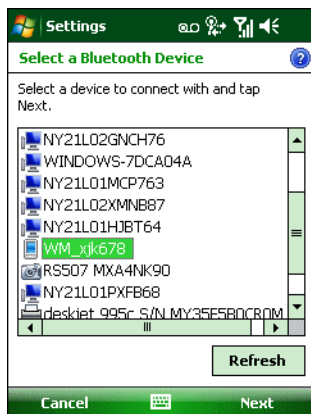 Settings
Select a Bluetooth Device
?
Select a device to connect with and tap
Next.
NY21L02GNCH76
WINDOWS-7DCA04A
NY21L01MCP763
NY21L02XMNB87
NY21L01HJBT64
WM_xjk678
RS507 MXA4NK90
NY21L01PXFB68
deskjet 995c S/N MY35F5B0CR0M
Refresh
Cancel
Next